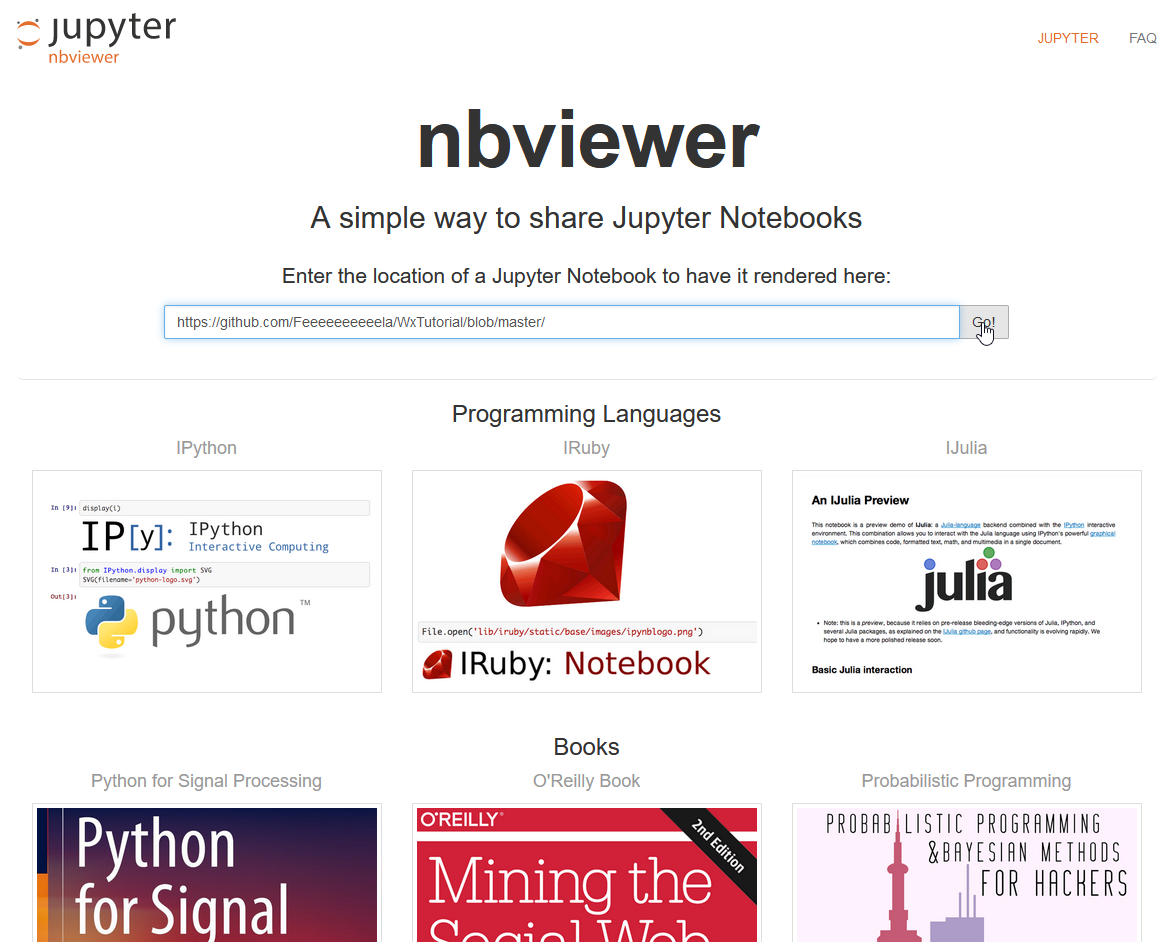 jupyter
nbviewer
JUPYTER FAQ
nbviewer
A simple way to share Jupyter Notebooks
Enter the location of a Jupyter Notebook to have it rendered here:
https://github.com/Feeeeeeeeeela/WxTutorial/blob/master/ Go!
Programming Languages
IPython
IRuby
IJulia
In [9]: display(i)
IP[y]: IPython
Interactive Computing
In [3]: from IPython.display import SVG
SVG(filename='python-logo.svg')
Out[3]:
python™
File.open('lib/iruby/static/base/images/ipynblogo.png')
IRuby: Notebook
An IJulia Preview
This notebook is a preview demo of IJulia: a Julia-language backend combined with the IPython interactive
environment. This combination allows you to interact with the Julia language using IPython's powerful graphical
notebook, which combines code, formatted text, math, and multimedia in a single document.
julia
• Note: this is a preview, because it relies on pre-release bleeding-edge versions of Julia, IPython, and
several Julia packages, as explained on the IJulia github page, and functionality is evolving rapidly. We
hope to have a more polished release soon.
Basic Julia interaction
Books
Python for Signal Processing
O'Reilly Book
Probabilistic Programming
Python
for Signal
O'REILLY®
2nd Edition
Mining the
Social Web
PROBABILISTIC PROGRAMMING
&BAYESIAN METHODS
FOR HACKERS